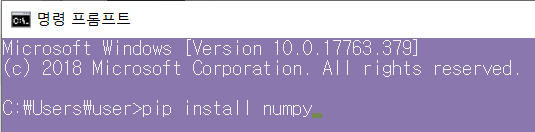 명령 프롬프트
Microsoft Windows [Version 10.0.17763.379]
(c) 2018 Microsoft Corporation. All rights reserved.
C:₩Users₩user>pip install numpy